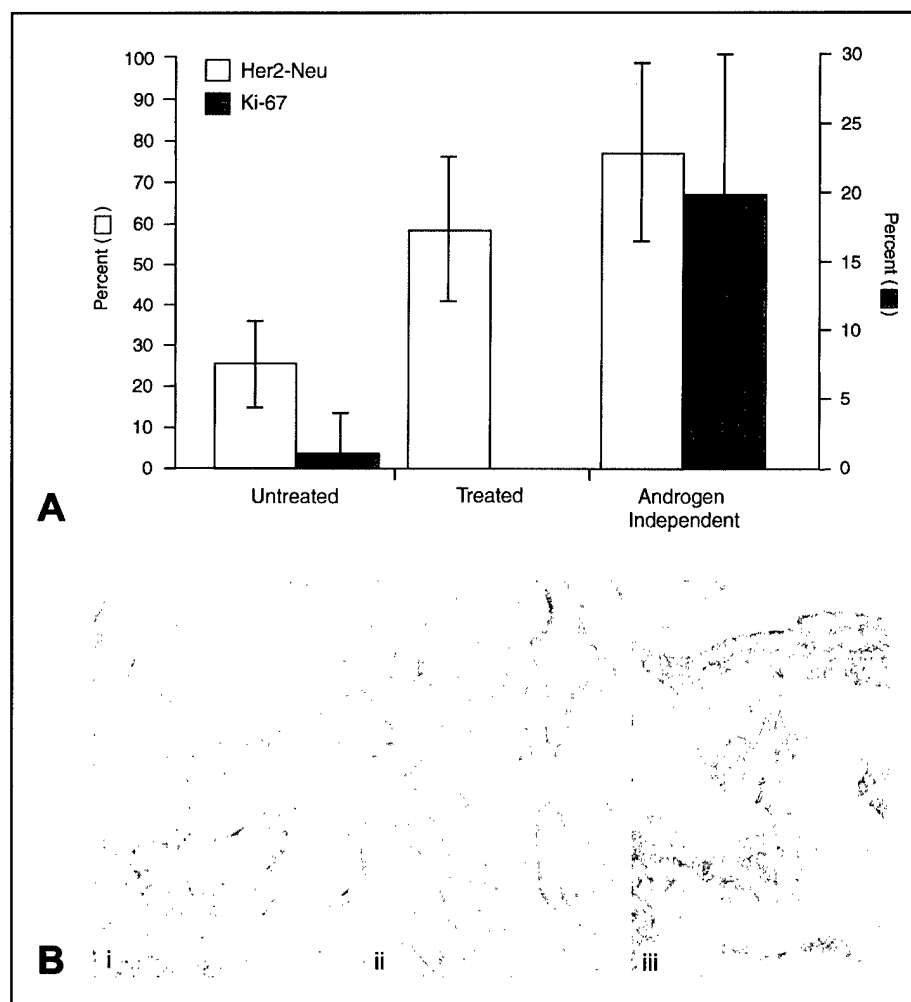 Her2-Neu
Ki-67
Percent (□)
100
90
80
70
60
50
40
30
20
10
0
30
25
20
15
10
5
0
Percent (■)
Untreated
Treated
Androgen
Independent
A
B
i
ii
iii